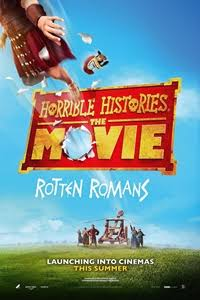 HORRIBLE HISTORIES
THE
MOVIE
ROTTEN ROMANS
LAUNCHING INTO CINEMAS
THIS SUMMER